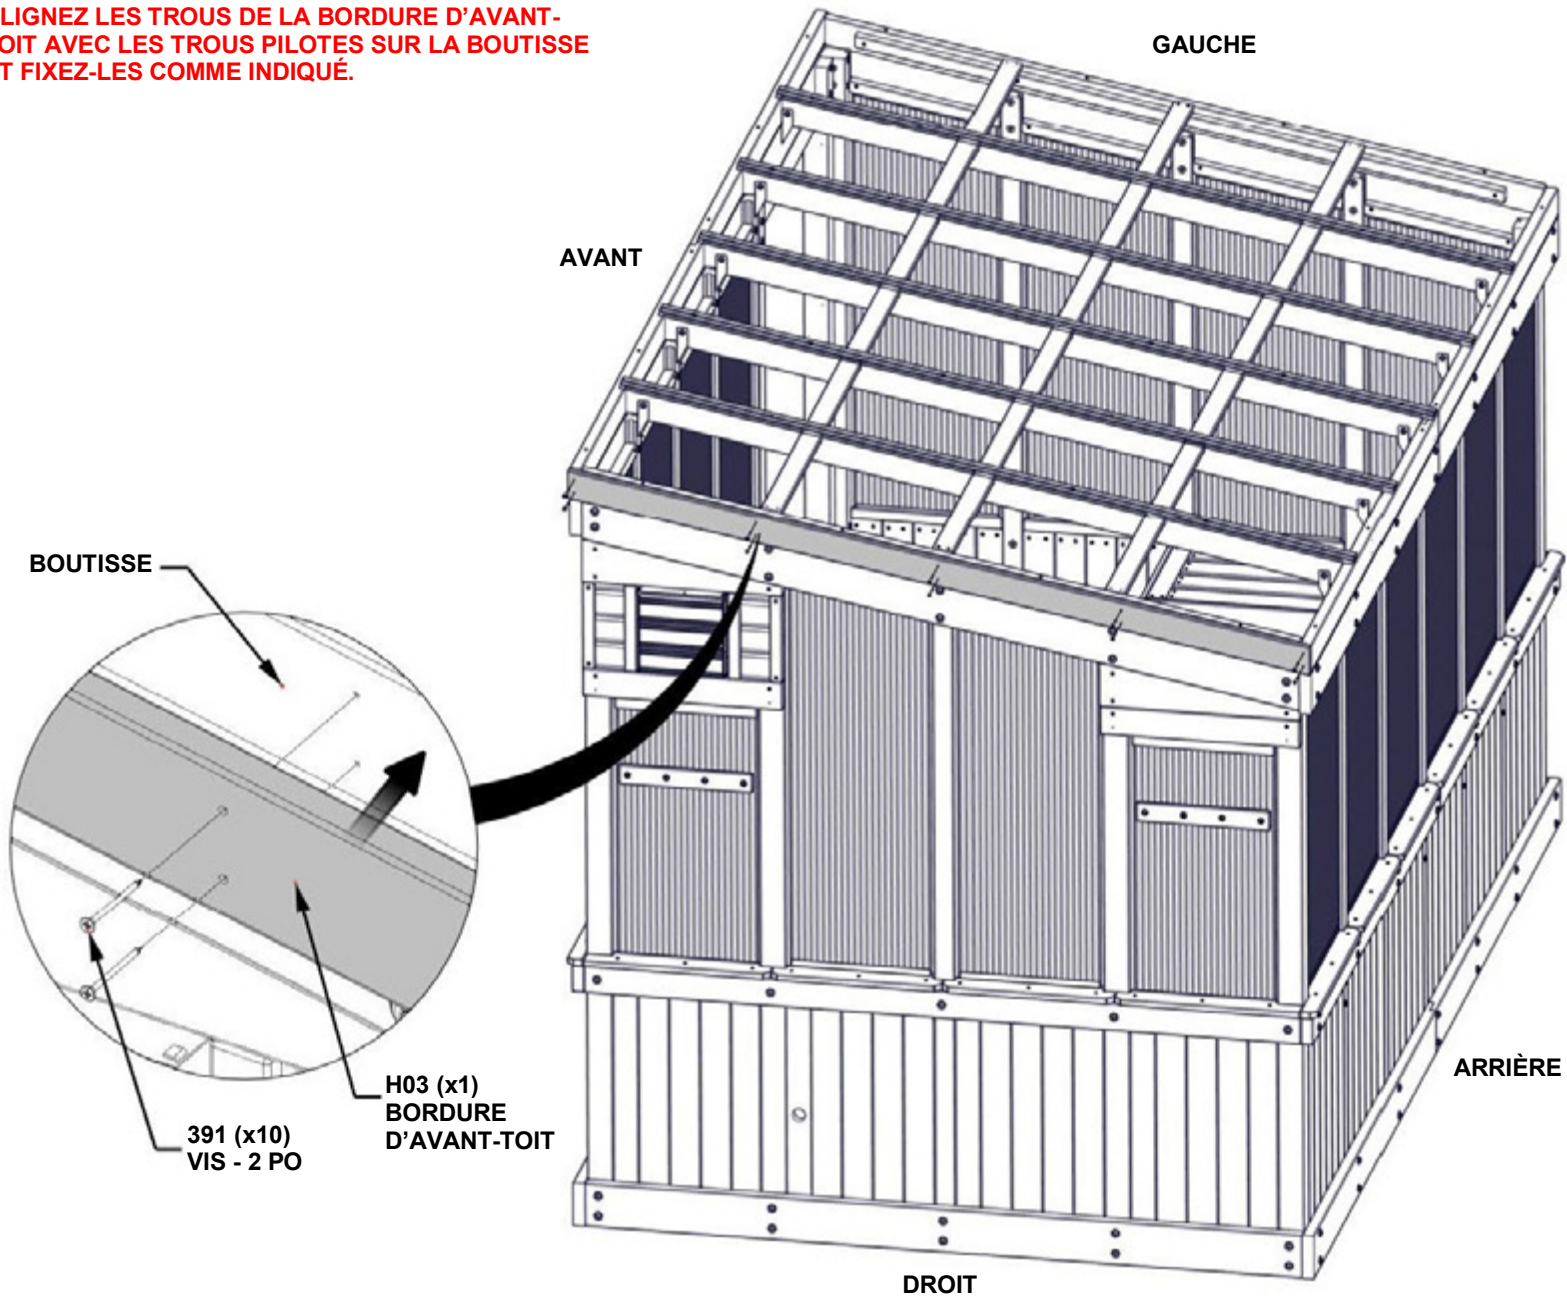 LIGNEZ LES TROUS DE LA BORDURE D’AVANT-
OIT AVEC LES TROUS PILOTES SUR LA BOUTISSE
T FIXEZ-LES COMME INDIQUÉ.
GAUCHE
AVANT
BOUTISSE
H03 (x1)
BORDURE
D’AVANT-TOIT
391 (x10)
VIS - 2 PO
ARRIÈRE
DROIT